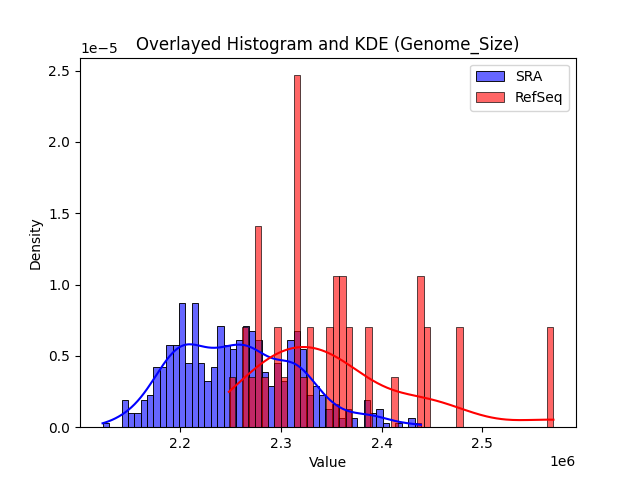 Overlayed Histogram and KDE (Genome_Size)
1e−5
SRA
RefSeq
2.5
2.0
1.5
1.0
0.5
0.0
Density
2.2 2.3 2.4 2.5
Value
1e6